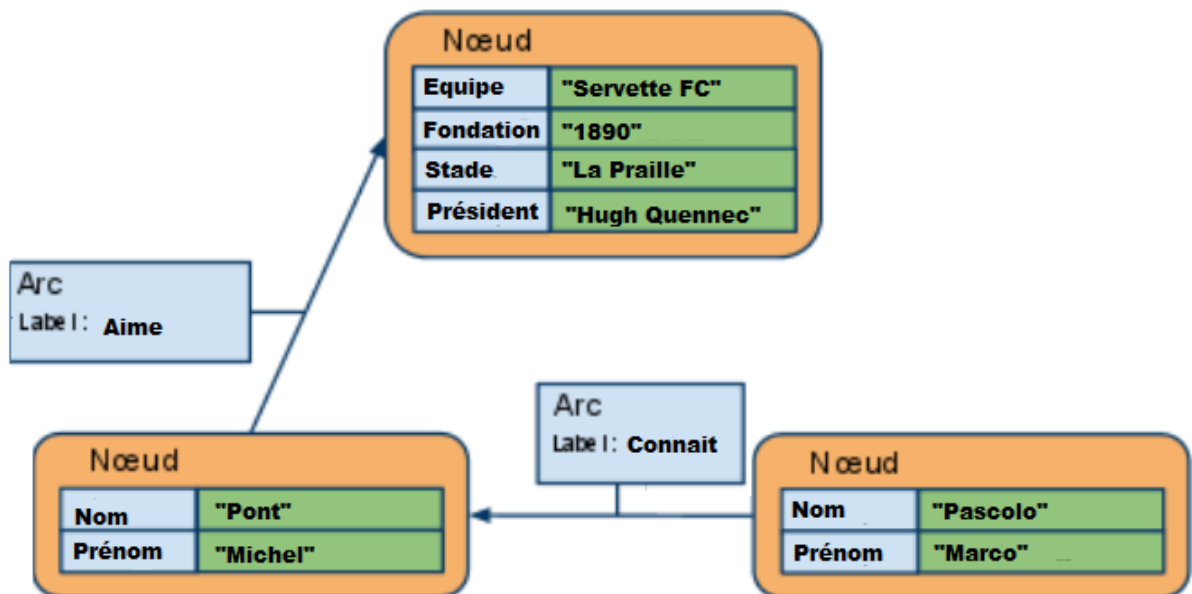 Nœud
Equipe "Servette FC"
Fondation "1890"
Stade "La Praille"
Président "Hugh Quennec"
Arc
Label: Aime
Arc
Label: Connait
Nœud
Nom "Pont"
Prénom "Michel"
Nœud
Nom "Pascolo"
Prénom "Marco"